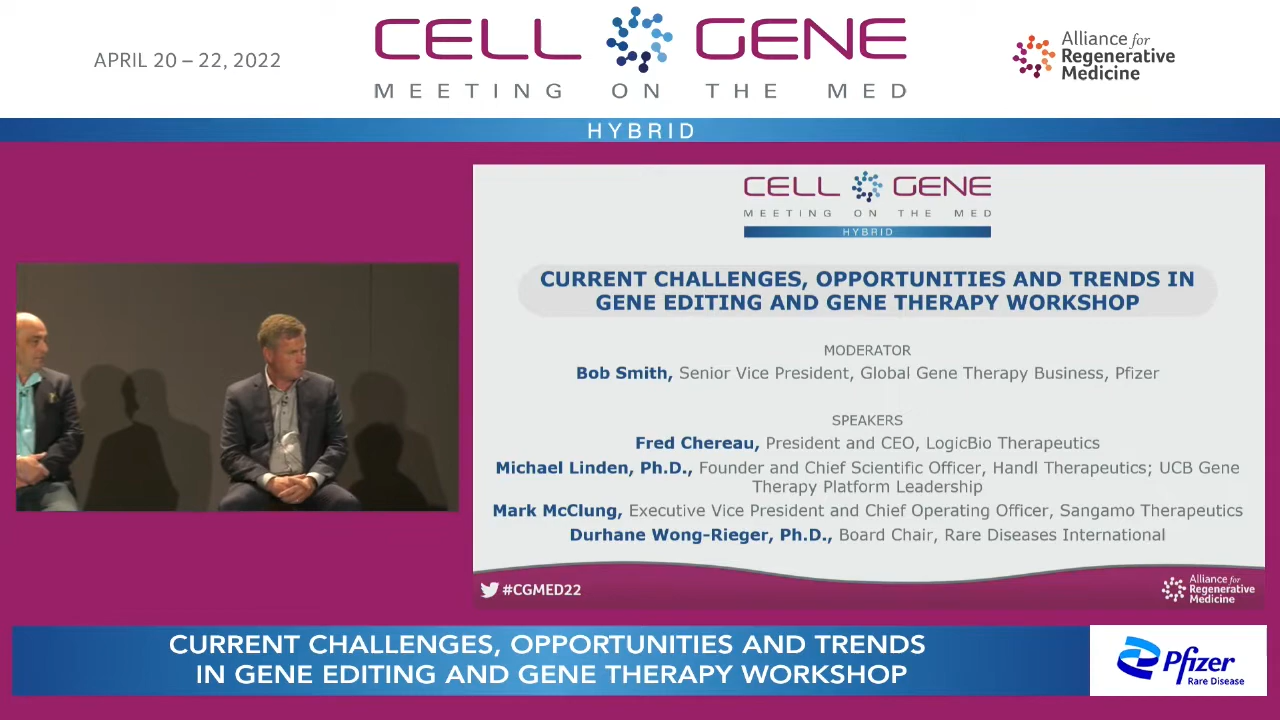 APRIL 20 – 22, 2022
CELL GENE
MEETING ON THE MED
Alliance for
Regenerative
Medicine
HYBRID
CELL GENE
MEETING ON THE MED
HYBRID
CURRENT CHALLENGES, OPPORTUNITIES AND TRENDS IN
GENE EDITING AND GENE THERAPY WORKSHOP
MODERATOR
Bob Smith, Senior Vice President, Global Gene Therapy Business, Pfizer
SPEAKERS
Fred Chereau, President and CEO, LogicBio Therapeutics
Michael Linden, Ph.D., Founder and Chief Scientific Officer, Handl Therapeutics; UCB Gene
Therapy Platform Leadership
Mark McClung, Executive Vice President and Chief Operating Officer, Sangamo Therapeutics
Durhane Wong-Rieger, Ph.D., Board Chair, Rare Diseases International
#CGMED22
Alliance for
Regenerative
Medicine
CURRENT CHALLENGES, OPPORTUNITIES AND TRENDS
IN GENE EDITING AND GENE THERAPY WORKSHOP
Pfizer
Rare Disease